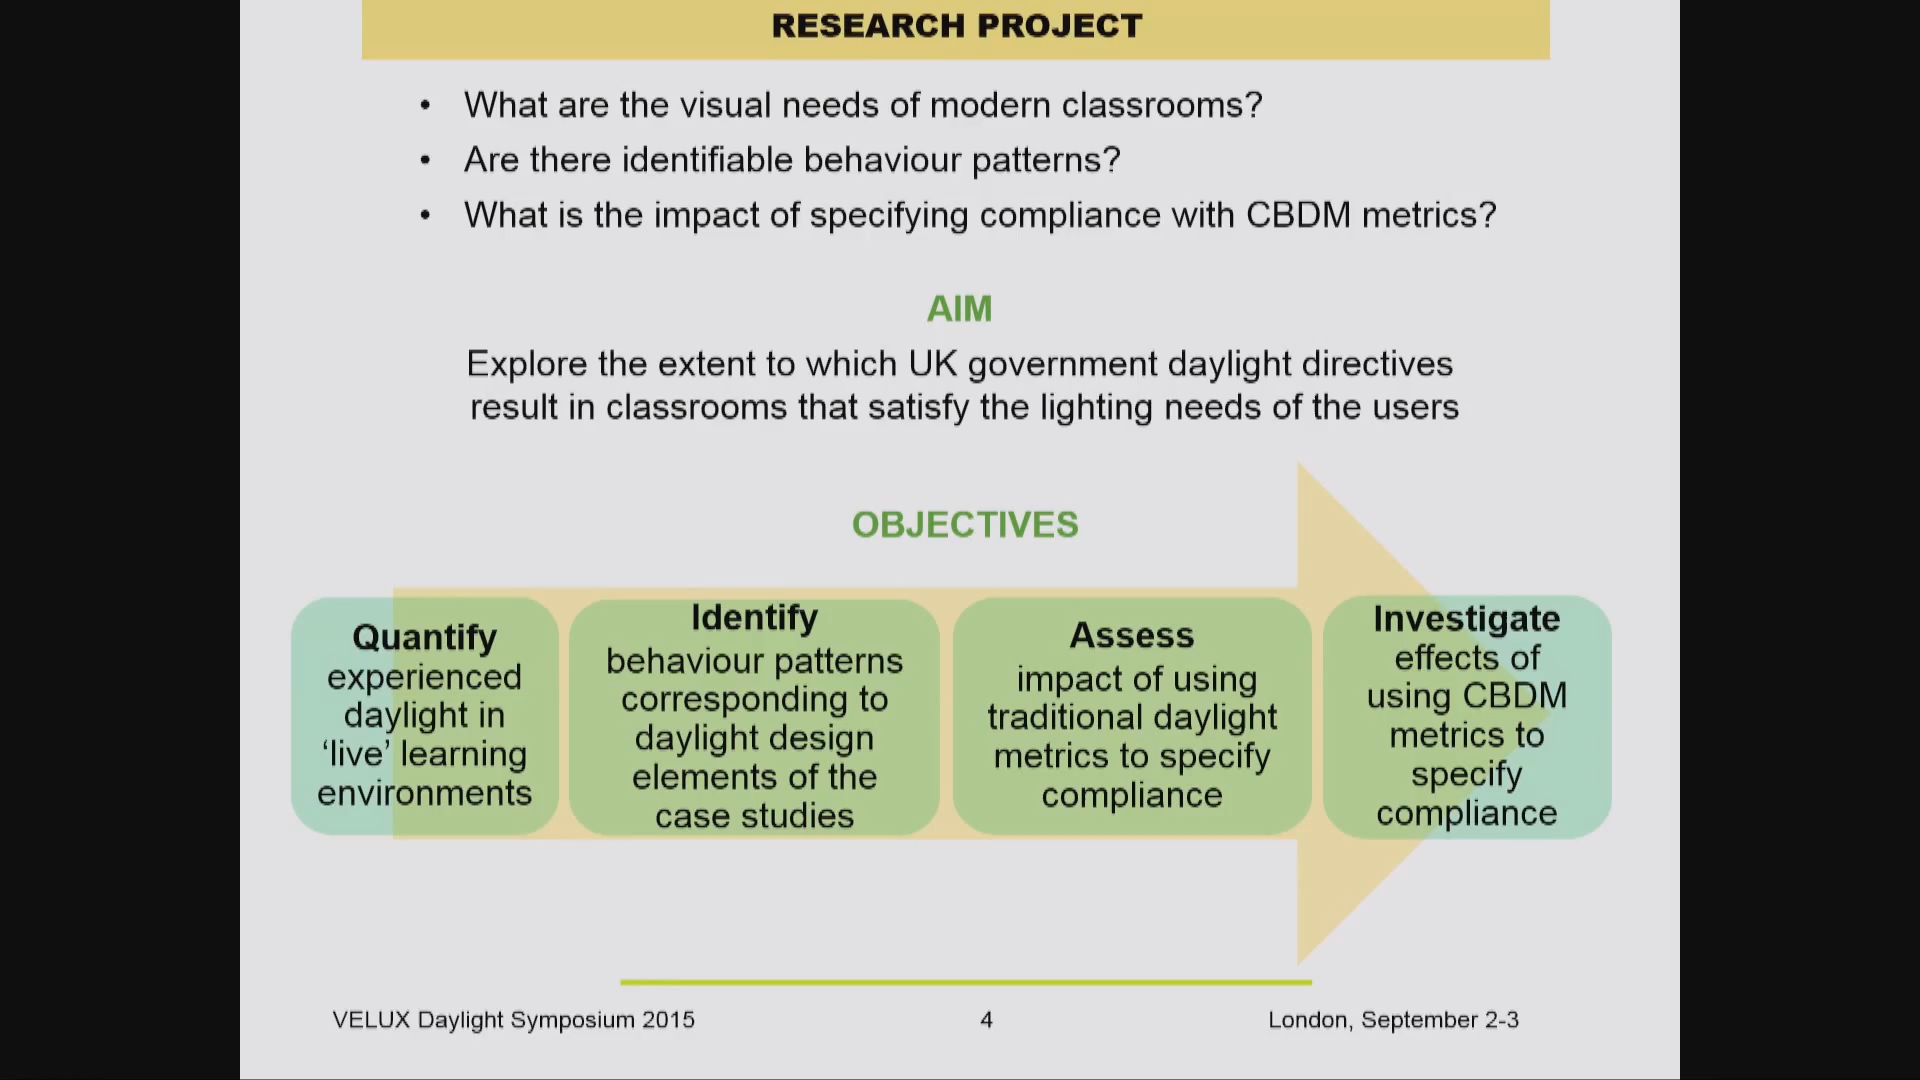 RESEARCH PROJECT
• What are the visual needs of modern classrooms?
• Are there identifiable behaviour patterns?
• What is the impact of specifying compliance with CBDM metrics?
AIM
Explore the extent to which UK government daylight directives
result in classrooms that satisfy the lighting needs of the users
OBJECTIVES
Quantify
experienced
daylight in
‘live’ learning
environments
Identify
behaviour patterns
corresponding to
daylight design
elements of the
case studies
Assess
impact of using
traditional daylight
metrics to specify
compliance
Investigate
effects of
using CBDM
metrics to
specify
compliance
VELUX Daylight Symposium 2015
4
London, September 2-3